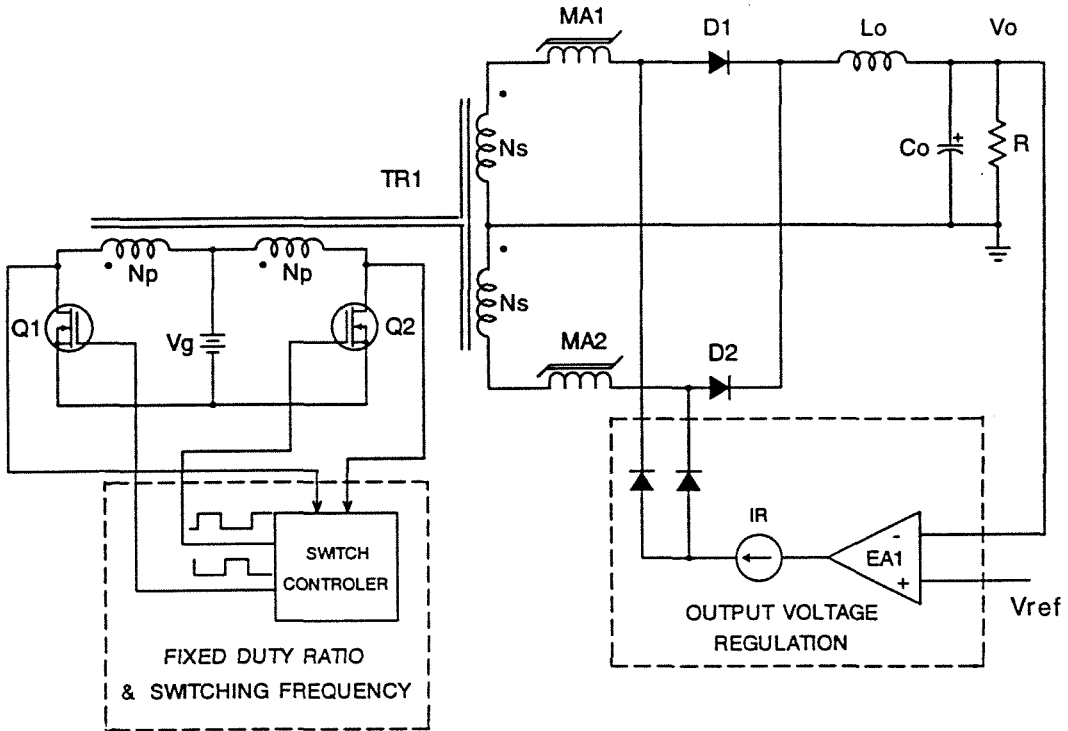 MA1
D1
Lo
Vo
Ns
Co
+
R
TR1
Np
Np
Ns
Q1
Q2
Vg
MA2
D2
IR
EA1
-
+
Vref
SWITCH
CONTROLER
OUTPUT VOLTAGE
REGULATION
FIXED DUTY RATIO
& SWITCHING FREQUENCY